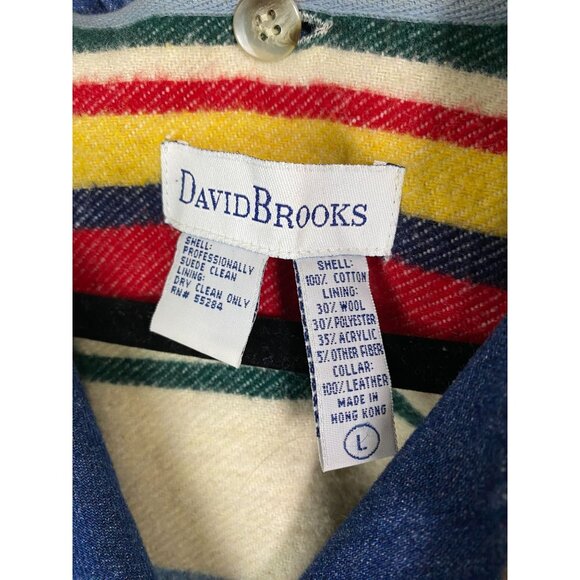 DAVIDBROOKS
SHELL:
PROFESSIONALLY
SUEDE CLEAN
LINING:
DRY CLEAN ONLY
RN# 55284
SHELL:
100% COTTON
LINING:
30% WOOL
30% POLYESTER
35% ACRYLIC
5% OTHER FIBER
COLLAR:
100% LEATHER
MADE IN
HONG KONG
L